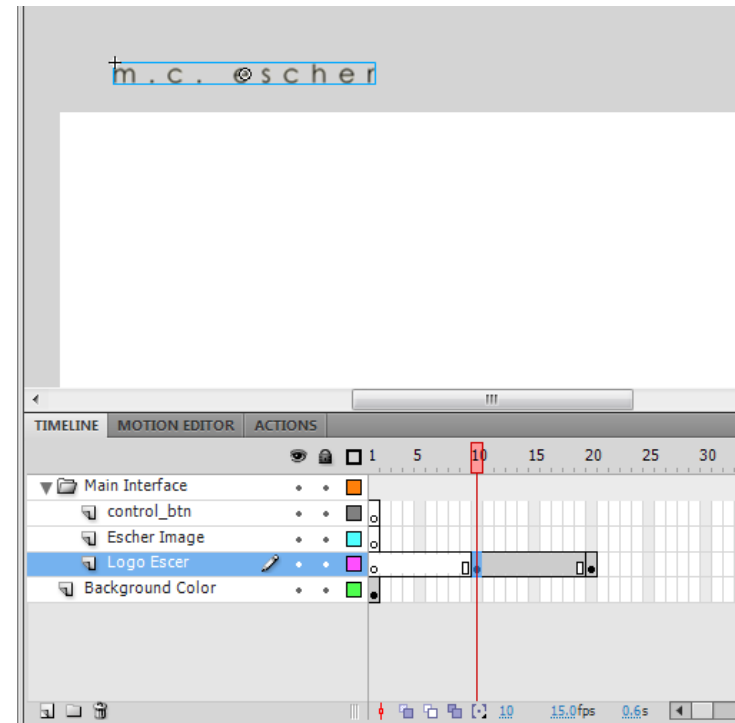 m.c. escher
TIMELINE MOTION EDITOR ACTIONS
1 5 10 15 20 25 30
Main Interface
control_btn
Escher Image
Logo Escer
Background Color
10 15.0fps 0.6s